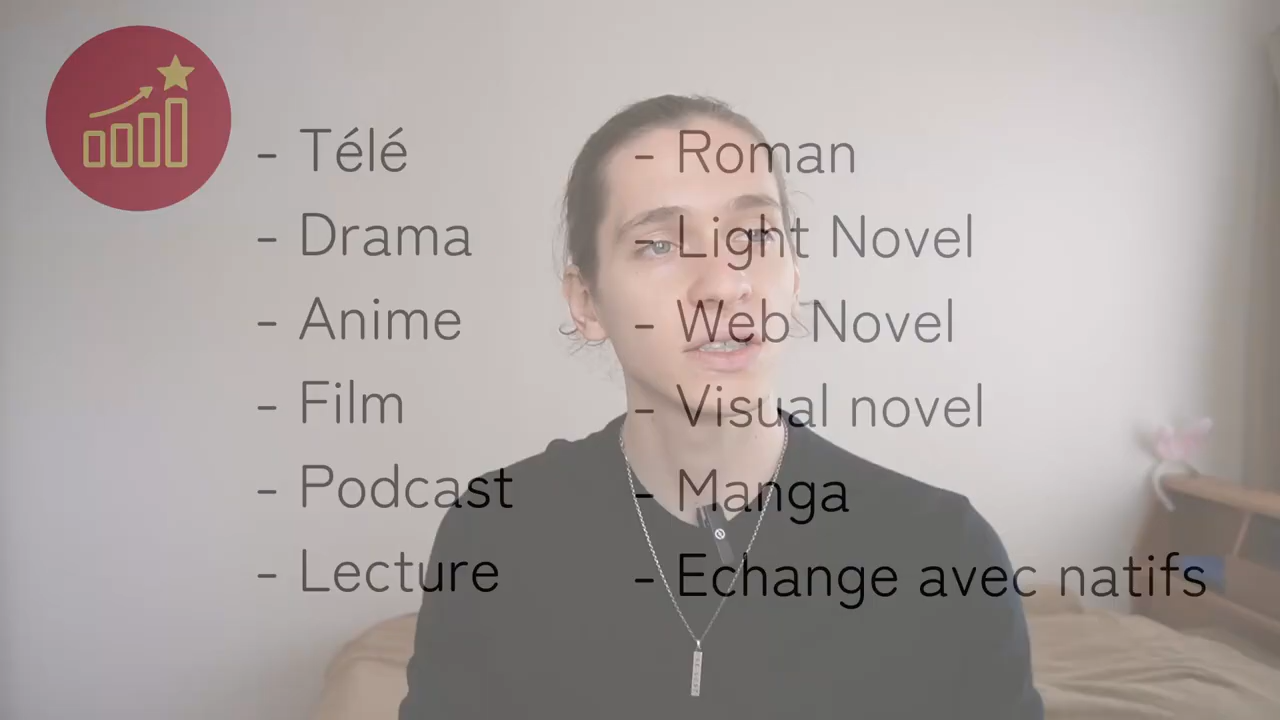 - Télé
- Drama
- Anime
- Film
- Podcast
- Lecture
- Roman
- Light Novel
- Web Novel
- Visual novel
- Manga
- Echange avec natifs